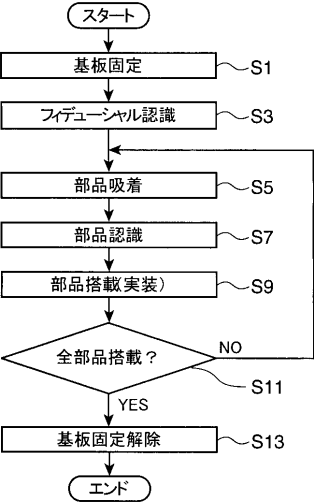 スタート
基板固定 S1
フィデューシャル認識 S3
部品吸着 S5
部品認識 S7
部品搭載(実装) S9
全部品搭載？ NO
S11
YES
基板固定解除 S13
エンド